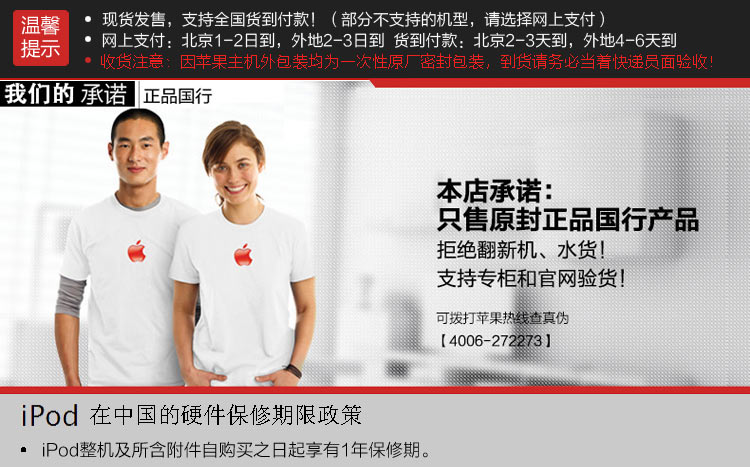 温馨
提示
• 现货发售，支持全国货到付款！（部分不支持的机型，请选择网上支付）
• 网上支付：北京1-2日到，外地2-3日到 货到付款：北京2-3天到，外地4-6天到
• 收货注意：因苹果主机外包装均为一次性原厂密封包装，到货请务必当着快递员面验收！
我们的 承诺 正品国行
本店承诺：
只售原封正品国行产品
拒绝翻新机、水货！
支持专柜和官网验货！
可拨打苹果热线查真伪
【4006-272273】
iPod 在中国的硬件保修期限政策
• iPod整机及所含附件自购买之日起享有1年保修期。